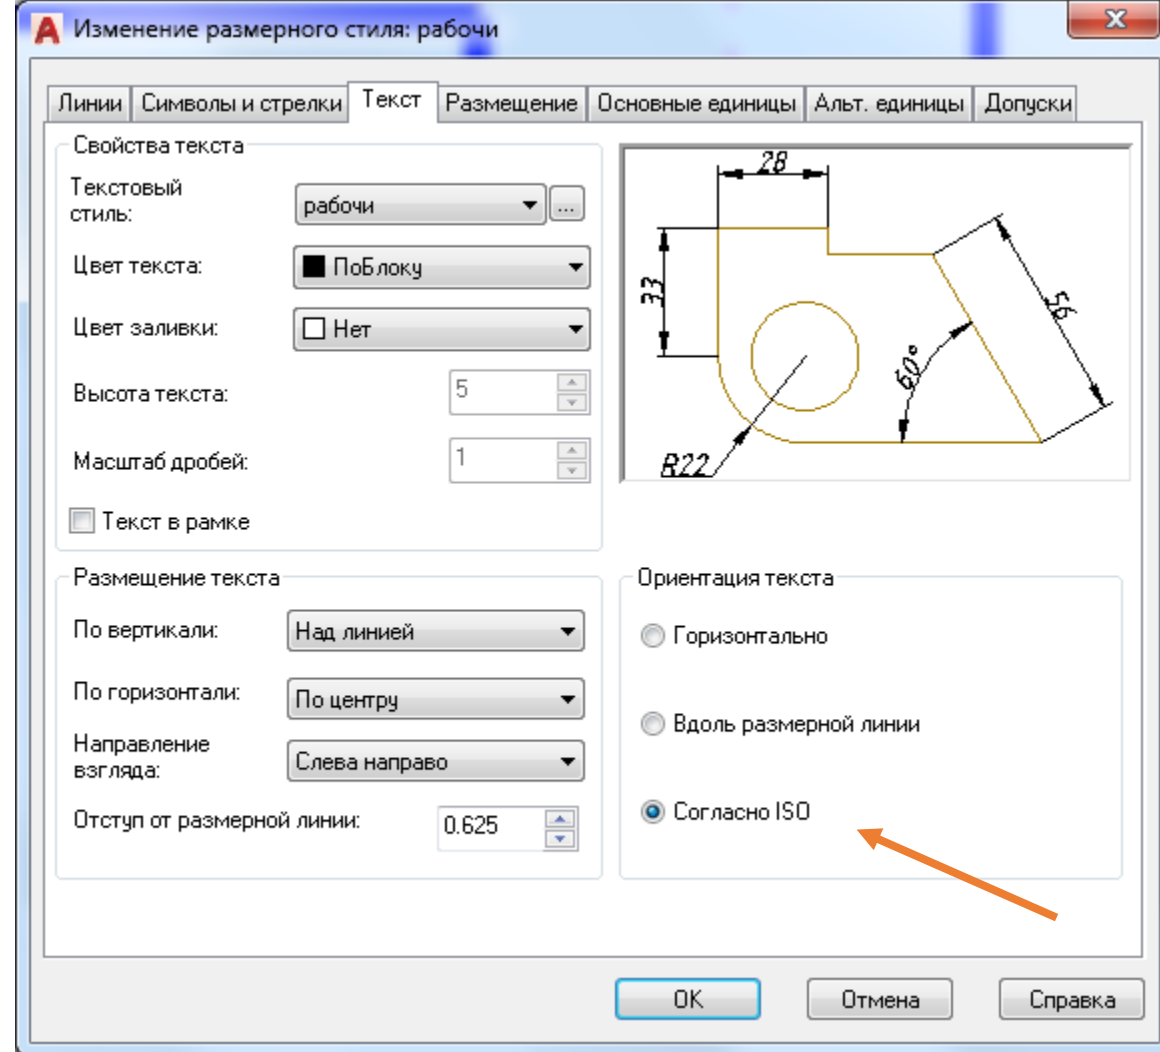 Изменение размерного стиля: рабочи
Линии Символы и стрелки Текст Размещение Основные единицы Альт. единицы Допуски
Свойства текста
Текстовый
стиль:
рабочи
...
Цвет текста:
ПоБлоку
Цвет заливки:
Нет
Высота текста:
5
Масштаб дробей:
1
Текст в рамке
28
33
56
60°
R22
Размещение текста
По вертикали:
Над линией
По горизонтали:
По центру
Направление
взгляда:
Слева направо
Отступ от размерной линии:
0.625
Ориентация текста
Горизонтально
Вдоль размерной линии
Согласно ISO
OK Отмена Справка